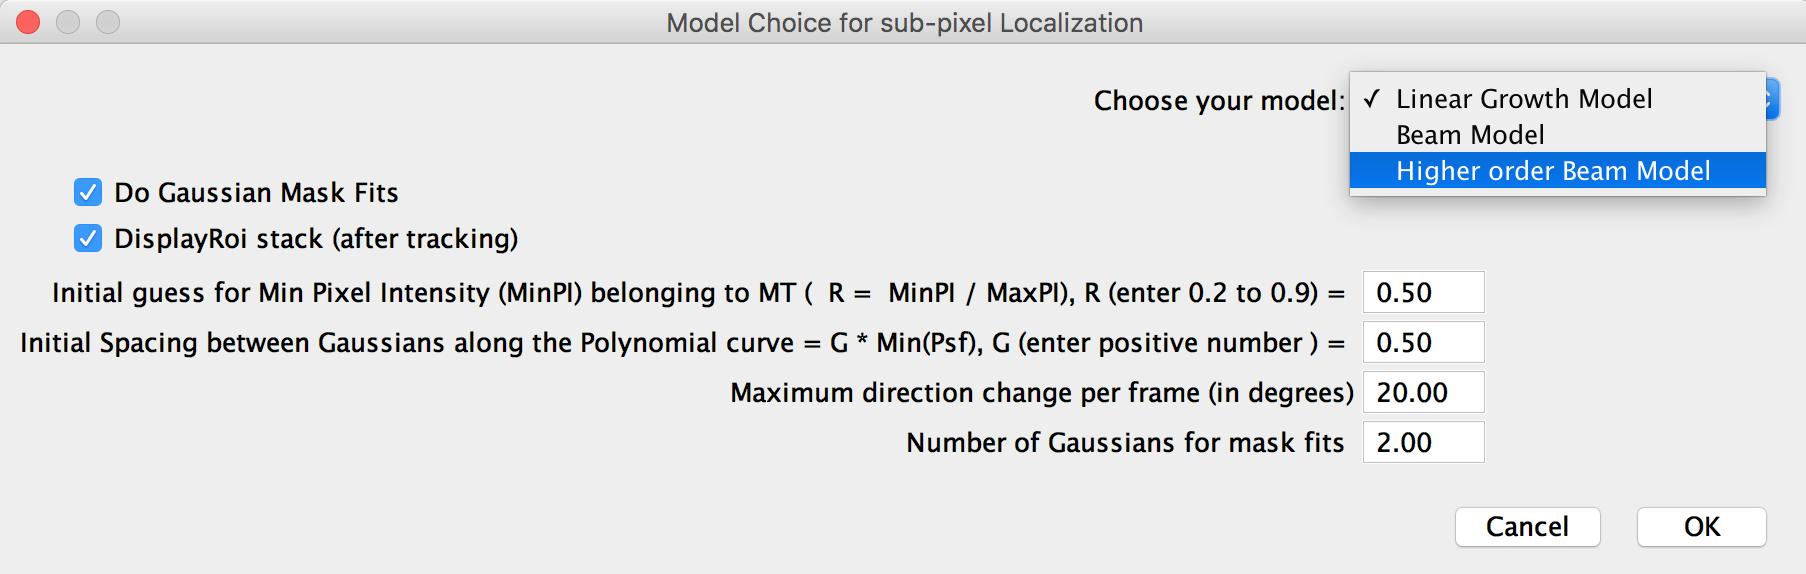 Model Choice for sub-pixel Localization
Choose your model:
✓ Linear Growth Model
Beam Model
Higher order Beam Model
Do Gaussian Mask Fits
DisplayRoi stack (after tracking)
Initial guess for Min Pixel Intensity (MinPI) belonging to MT ( R = MinPI / MaxPI), R (enter 0.2 to 0.9) = 0.50
Initial Spacing between Gaussians along the Polynomial curve = G * Min(Psf), G (enter positive number ) = 0.50
Maximum direction change per frame (in degrees) 20.00
Number of Gaussians for mask fits 2.00
Cancel OK